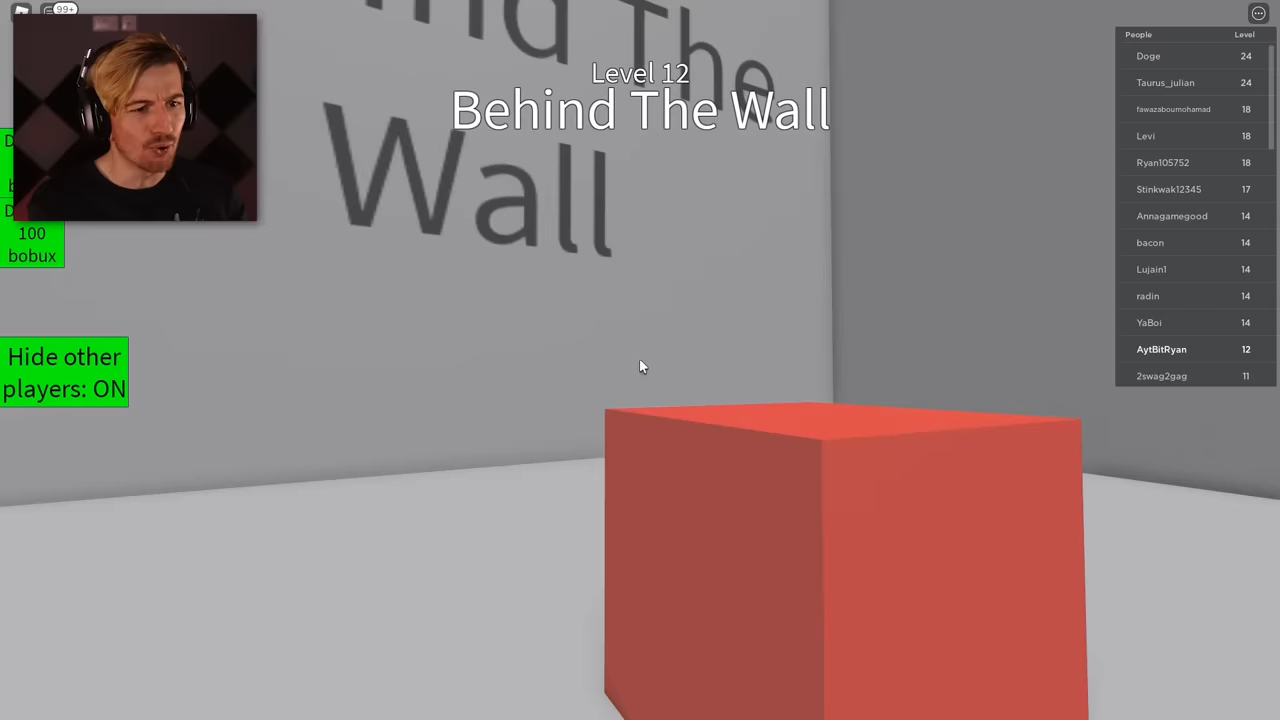 99+
The
Wall
Level 12
Behind The Wall
100
bobux
Hide other
players: ON
People Level
Doge 24
Taurus_julian 24
fawazaboumohamad 18
Levi 18
Ryan105752 18
Stinkwak12345 17
Annagamegood 14
bacon 14
Lujain1 14
radin 14
YaBoi 14
AytBitRyan 12
2swag2gag 11